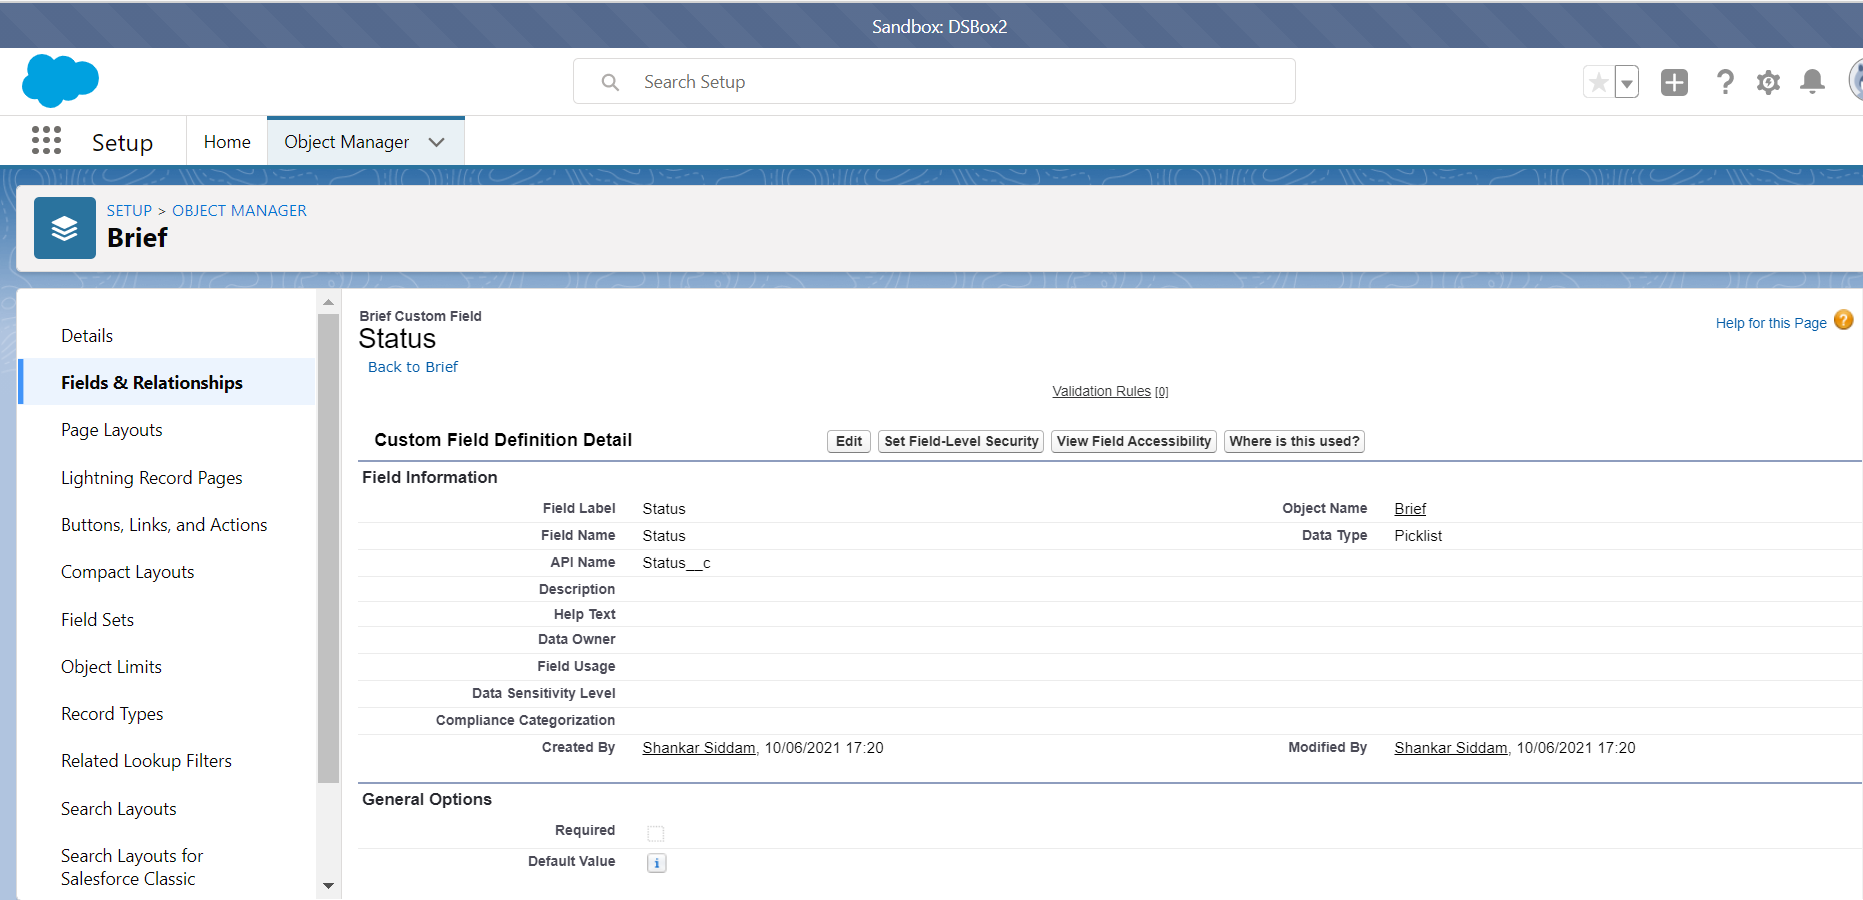 Sandbox: DSBox2
Search Setup
Setup
Home
Object Manager
SETUP > OBJECT MANAGER
Brief
Details
Fields & Relationships
Page Layouts
Lightning Record Pages
Buttons, Links, and Actions
Compact Layouts
Field Sets
Object Limits
Record Types
Related Lookup Filters
Search Layouts
Search Layouts for
Salesforce Classic
Brief Custom Field
Status
Back to Brief
Help for this Page ?
Validation Rules [0]
Custom Field Definition Detail
Edit
Set Field-Level Security
View Field Accessibility
Where is this used?
Field Information
Field Label Status Object Name Brief
Field Name Status Data Type Picklist
API Name Status__c
Description
Help Text
Data Owner
Field Usage
Data Sensitivity Level
Compliance Categorization
Created By Shankar Siddam, 10/06/2021 17:20 Modified By Shankar Siddam, 10/06/2021 17:20
General Options
Required
Default Value i